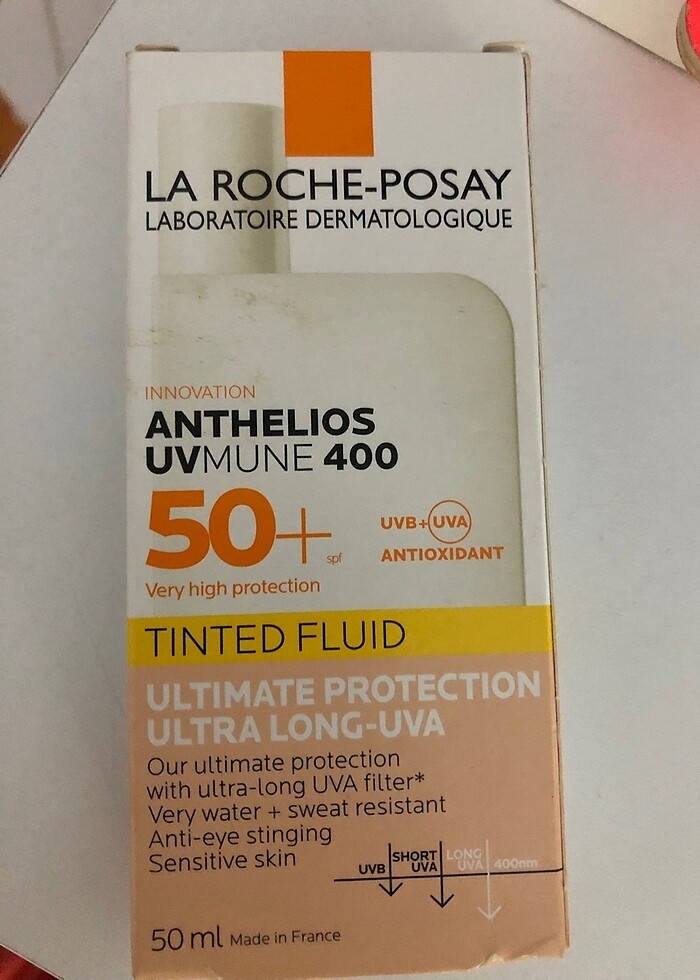 LA ROCHE-POSAY
LABORATOIRE DERMATOLOGIQUE
INNOVATION
ANTHELIOS
UVMUNE 400
50+ spf
UVB+UVA
ANTIOXIDANT
Very high protection
TINTED FLUID
ULTIMATE PROTECTION
ULTRA LONG-UVA
Our ultimate protection
with ultra-long UVA filter*
Very water + sweat resistant
Anti-eye stinging
Sensitive skin
UVB
SHORT
UVA
LONG
UVA
400nm
50 ml Made in France